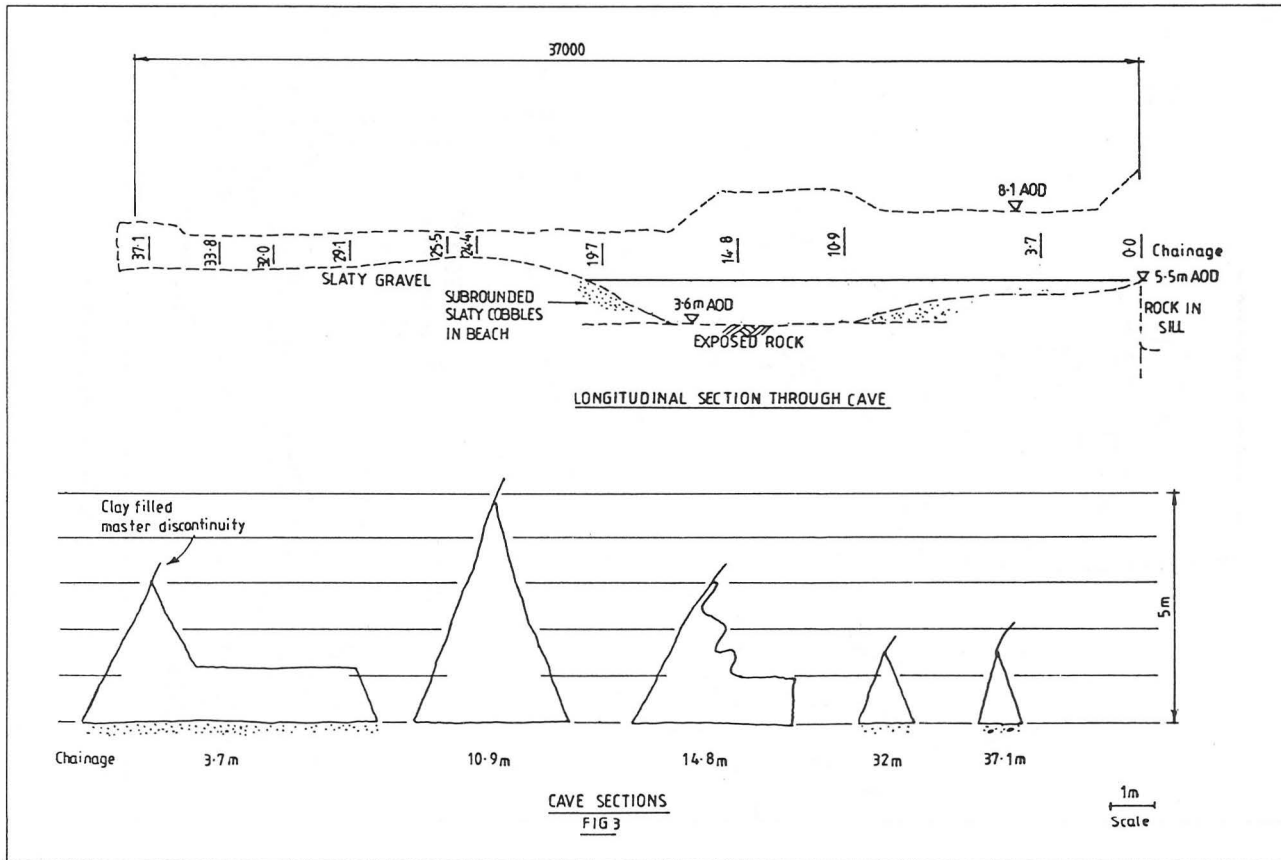 37000
8·1 AOD
37·1
33·8
32·0
29·1
25·5
24·4
19·7
14·8
10·9
3·7
0·0
Chainage
5·5m AOD
SLATY GRAVEL
SUBROUNDED
SLATY COBBLES
IN BEACH
3·6m AOD
EXPOSED ROCK
ROCK IN
SILL
LONGITUDINAL SECTION THROUGH CAVE
Clay filled
master discontinuity
5m
Chainage 3·7m 10·9m 14·8m 32m 37·1m
CAVE SECTIONS
FIG 3
1m
Scale